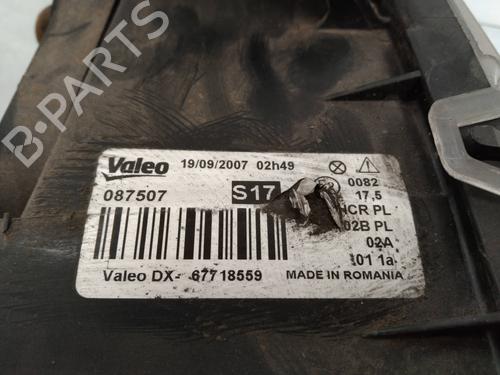 B-PARTS
Valeo 19/09/2007 02h49
087507 S17 0082
17,5
HCR PL
02B PL
02A
01 1a
Valeo DX- 67718559 MADE IN ROMANIA